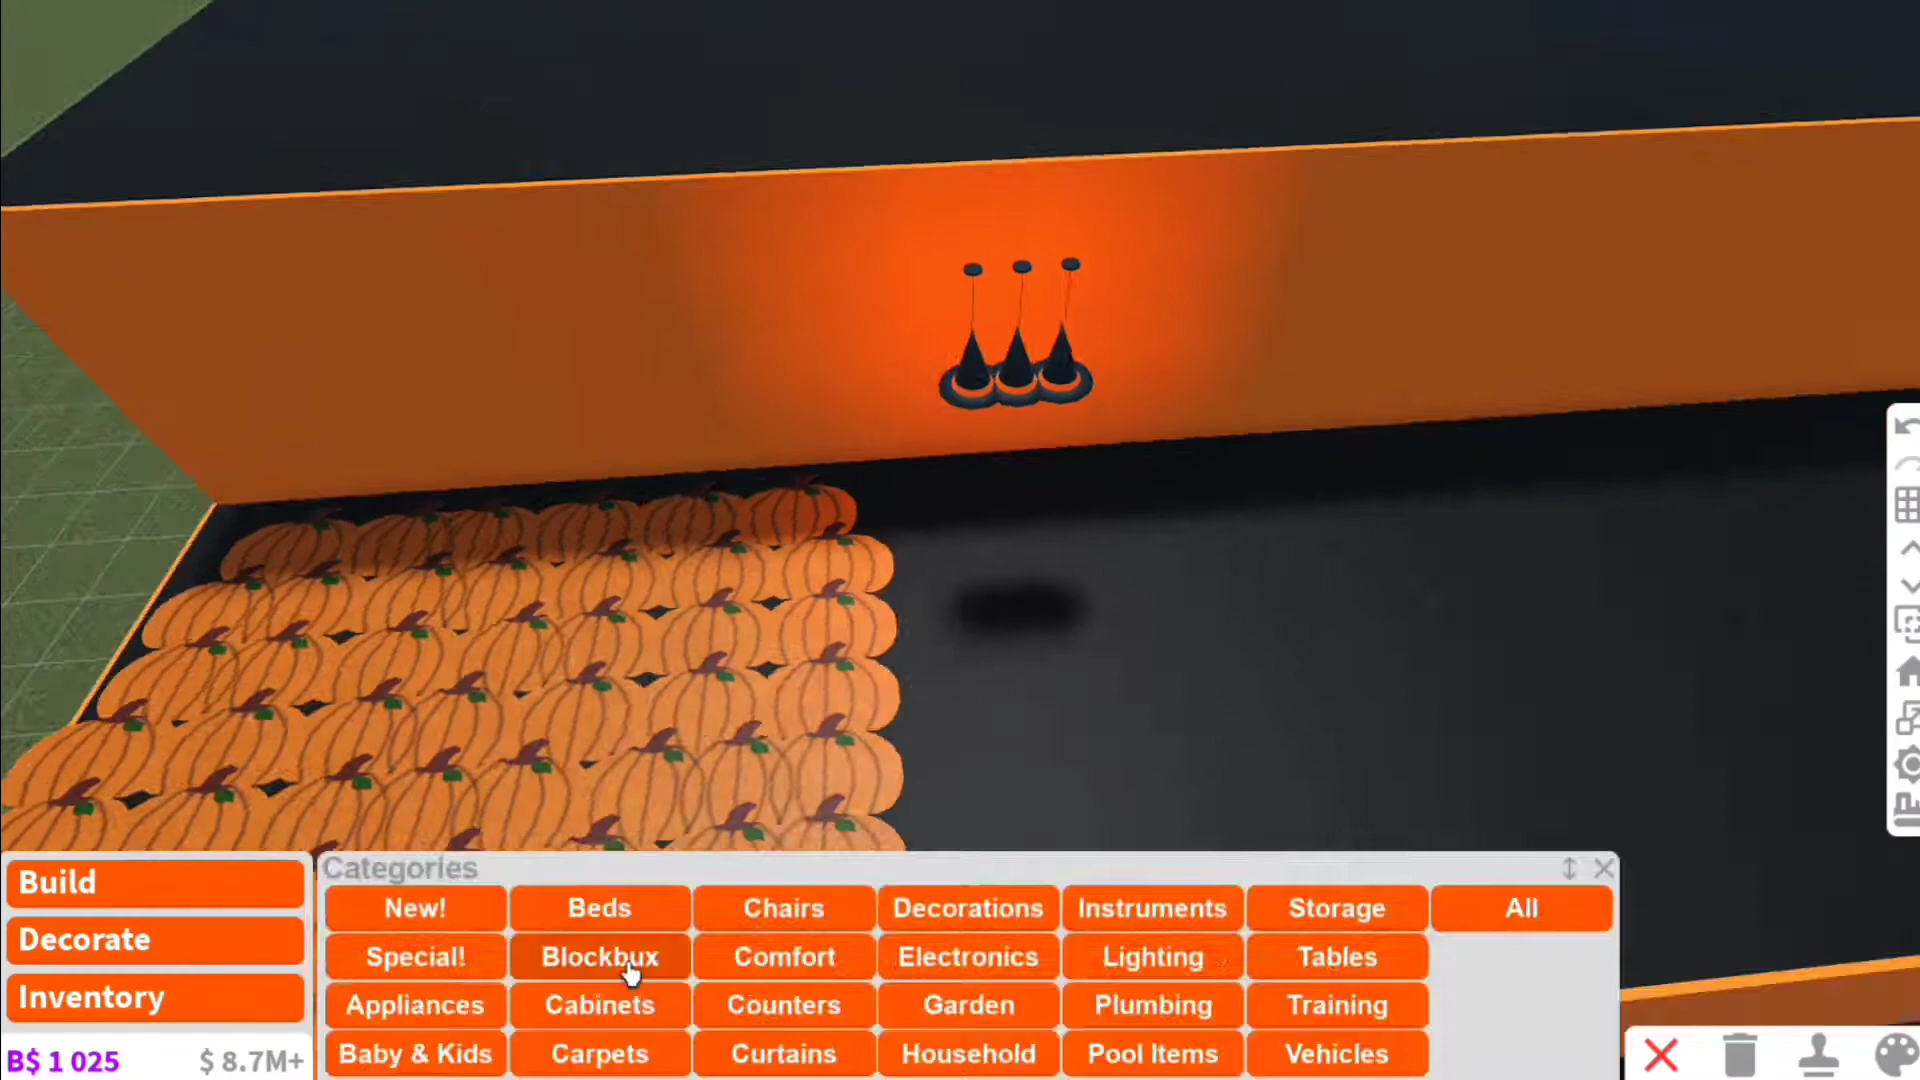 Categories
Build
Decorate
Inventory
B$ 1 025 $ 8.7M+
New! Beds Chairs Decorations Instruments Storage All
Special! Blockbux Comfort Electronics Lighting Tables
Appliances Cabinets Counters Garden Plumbing Training
Baby & Kids Carpets Curtains Household Pool Items Vehicles